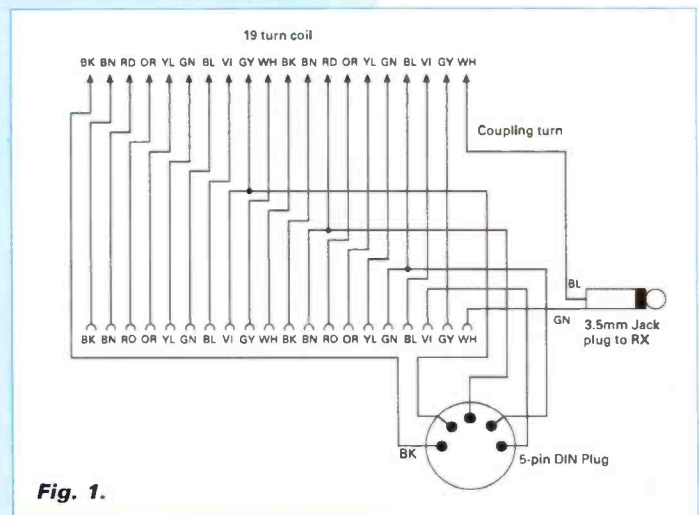 19 turn coil
BK BN RD OR YL GN BL VI GY WH BK BN RD OR YL GN BL VI GY WH
Coupling turn
BL
GN
3.5mm Jack
plug to RX
BK BN RD OR YL GN BL VI GY WH BK BN RD OR YL GN BL VI GY WH
BK
5-pin DIN Plug
Fig. 1.